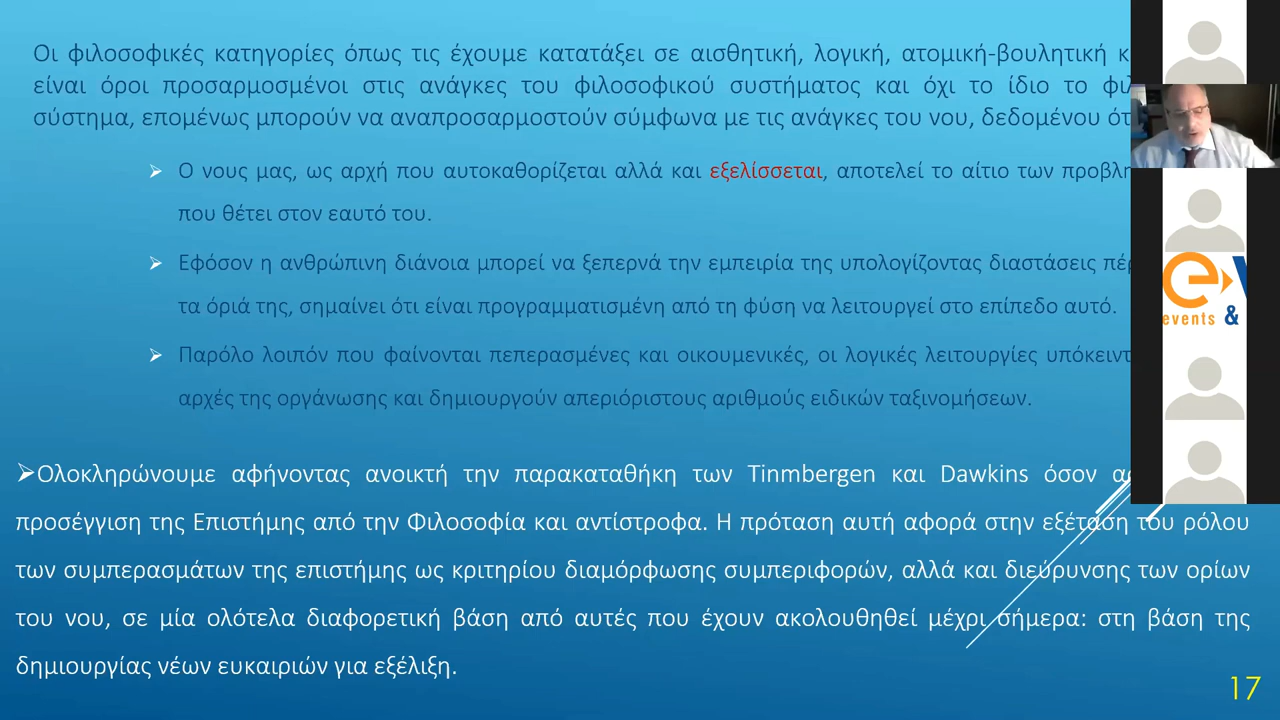 Οι φιλοσοφικές κατηγορίες όπως τις έχουμε κατατάξει σε αισθητική, λογική, ατομική-βουλητική
είναι όροι προσαρμοσμένοι στις ανάγκες του φιλοσοφικού συστήματος και όχι το ίδιο το
σύστημα, επομένως μπορούν να αναπροσαρμοστούν σύμφωνα με τις ανάγκες του νου, δεδομένου
➢ Ο νους μας, ως αρχή που αυτοκαθορίζεται αλλά και εξελίσσεται, αποτελεί το αίτιο των
που θέτει στον εαυτό του.
➢ Εφόσον η ανθρώπινη διάνοια μπορεί να ξεπερνά την εμπειρία της υπολογίζοντας διαστάσεις
τα όριά της, σημαίνει ότι είναι προγραμματισμένη από τη φύση να λειτουργεί στο επίπεδο αυτό.
➢ Παρόλο λοιπόν που φαίνονται πεπερασμένες και οικουμενικές, οι λογικές λειτουργίες
αρχές της οργάνωσης και δημιουργούν απεριόριστους αριθμούς ειδικών ταξινομήσεων.
➢Ολοκληρώνουμε αφήνοντας ανοικτή την παρακαταθήκη των Tinmbergen και Dawkins όσον
προσέγγιση της Επιστήμης από την Φιλοσοφία και αντίστροφα. Η πρόταση αυτή αφορά στην εξέταση του ρόλου
των συμπερασμάτων της επιστήμης ως κριτηρίου διαμόρφωσης συμπεριφορών, αλλά και διεύρυνσης των ορίων
του νου, σε μία ολότελα διαφορετική βάση από αυτές που έχουν ακολουθηθεί μέχρι σήμερα: στη βάση της
δημιουργίας νέων ευκαιριών για εξέλιξη.
e
events &
17